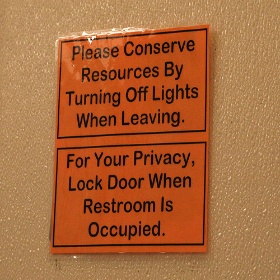 Please Conserve
Resources By
Turning Off Lights
When Leaving.
For Your Privacy,
Lock Door When
Restroom Is
Occupied.